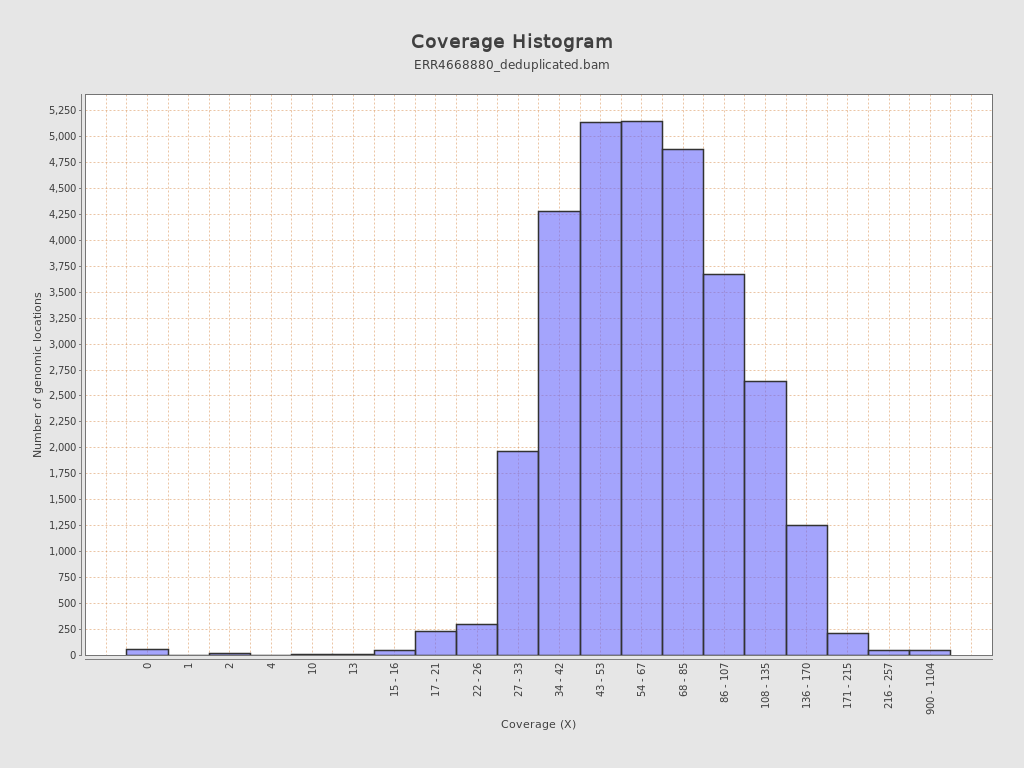 Coverage Histogram
ERR4668880_deduplicated.bam
Number of genomic locations
5,250
5,000
4,750
4,500
4,250
4,000
3,750
3,500
3,250
3,000
2,750
2,500
2,250
2,000
1,750
1,500
1,250
1,000
750
500
250
0
0
1
2
4
10
13
15 - 16
17 - 21
22 - 26
27 - 33
34 - 42
43 - 53
54 - 67
68 - 85
86 - 107
108 - 135
136 - 170
171 - 215
216 - 257
900 - 1104
Coverage (X)